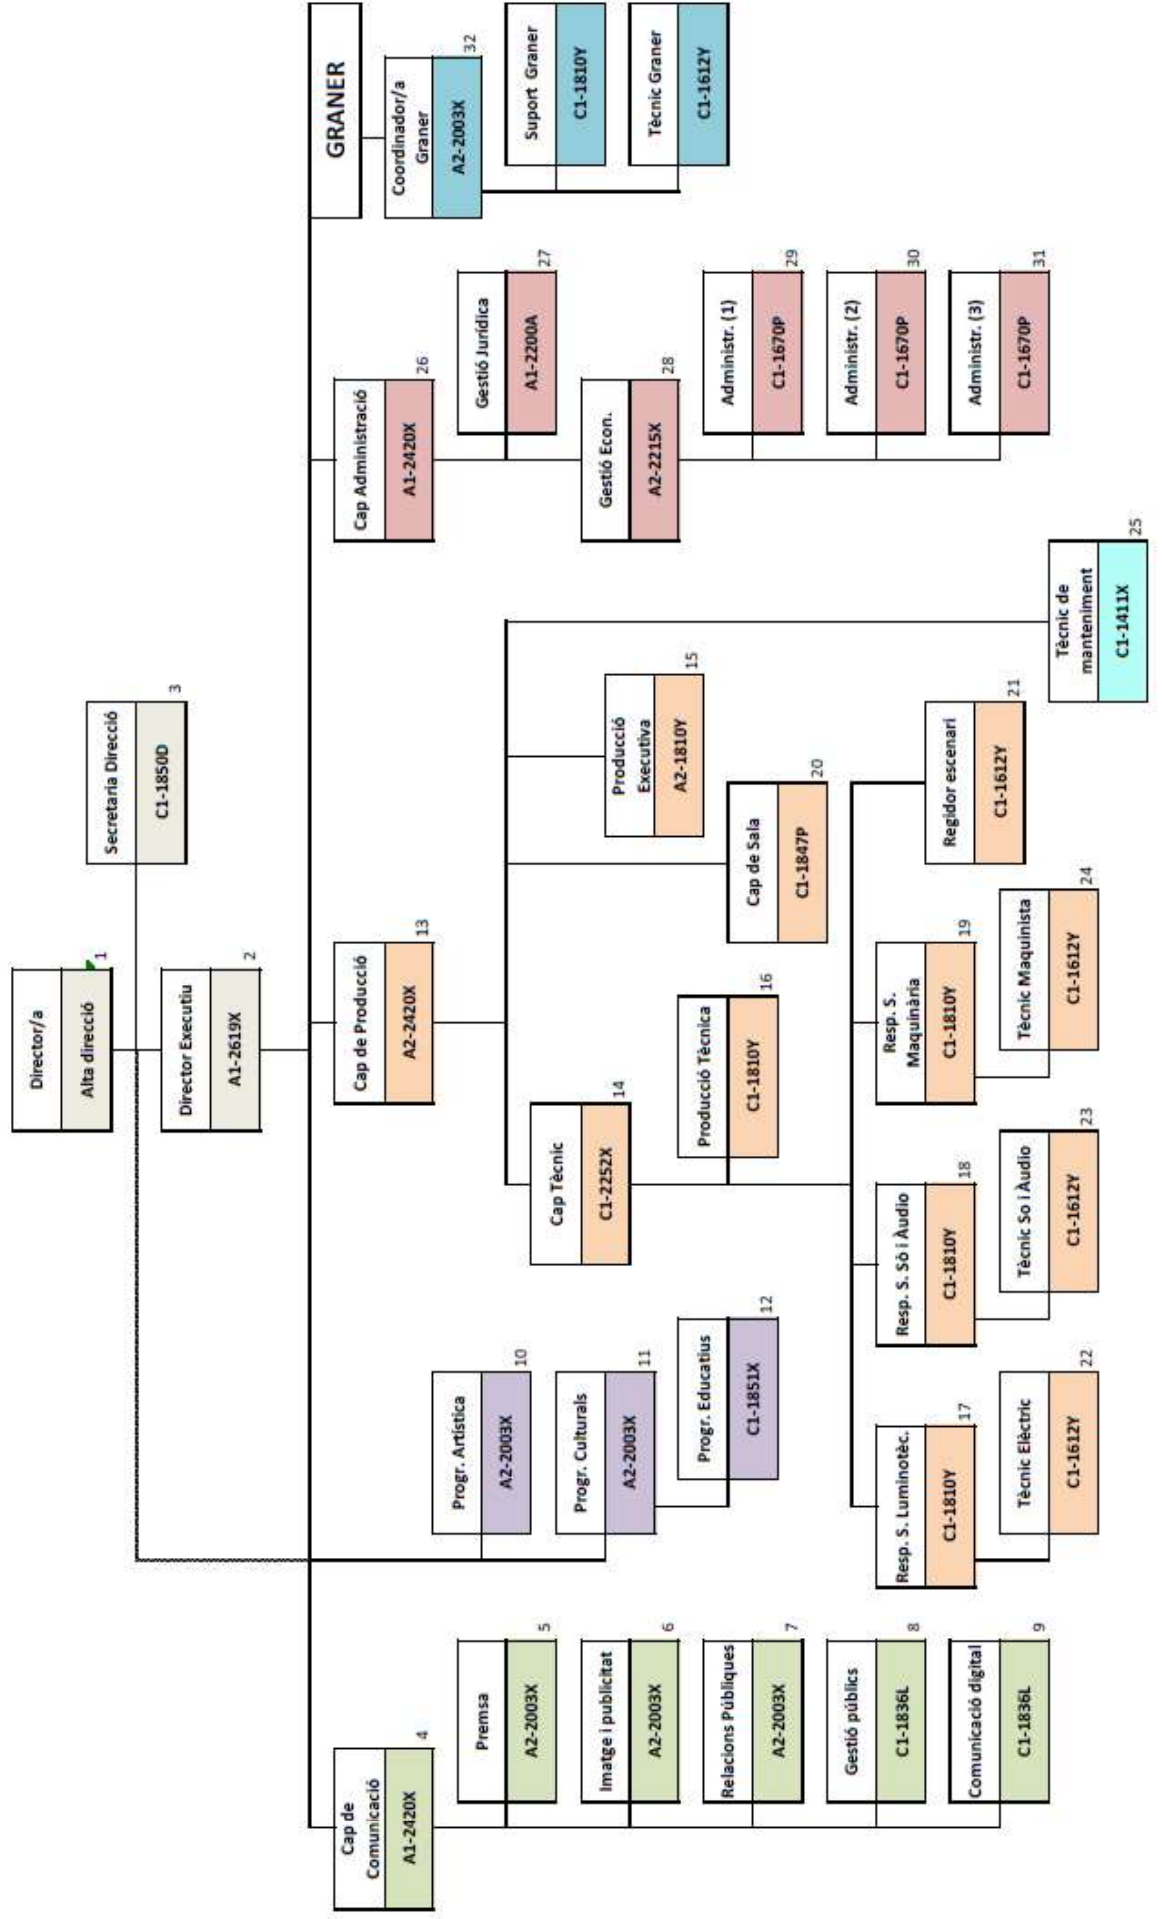 Director/a
Alta direcció
1
Secretaria Direcció
C1-1850D
3
Director Executiu
A1-2619X
2
Cap de
Comunicació
A1-2420X
4
Premsa
A2-2003X
5
Imatge i publicitat
A2-2003X
6
Relacions Públiques
A2-2003X
7
Gestió públics
C1-1836L
8
Comunicació digital
C1-1836L
9
Progr. Artística
A2-2003X
10
Progr. Culturals
A2-2003X
11
Progr. Educatius
C1-1851X
12
Cap de Producció
A2-2420X
13
Cap Tècnic
C1-2252X
14
Producció
Executiva
A2-1810Y
15
Producció Tècnica
C1-1810Y
16
Cap de Sala
C1-1847P
20
Resp. S. Luminotèc.
C1-1810Y
17
Resp. S. Sò i Àudio
C1-1810Y
18
Resp. S.
Maquinària
C1-1810Y
19
Regidor escenari
C1-1612Y
21
Tècnic Elèctric
C1-1612Y
22
Tècnic So i Àudio
C1-1612Y
23
Tècnic Maquinista
C1-1612Y
24
Tècnic de
manteniment
C1-1411X
25
Cap Administració
A1-2420X
26
Gestió Jurídica
A1-2200A
27
Gestió Econ.
A2-2215X
28
Administr. (1)
C1-1670P
29
Administr. (2)
C1-1670P
30
Administr. (3)
C1-1670P
31
GRANER
Coordinador/a
Graner
A2-2003X
32
Suport Graner
C1-1810Y
Tècnic Graner
C1-1612Y